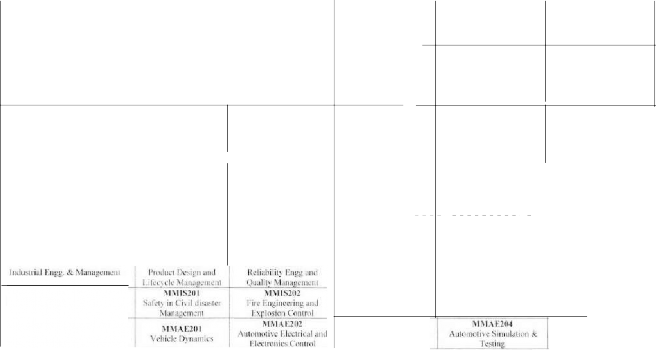 Industrial Engg. & Management
Product Design and
Lifecycle Management
Reliability Engg and
Quality Management
MMIS201
Safety in Civil disaster
Management
MMIS202
Fire Engineering and
Explosion Control
MMAE201
Vehicle Dynamics
MMAE202
Automotive Electrical and
Electronics Control
MMAE204
Automotive Simulation &
Testing